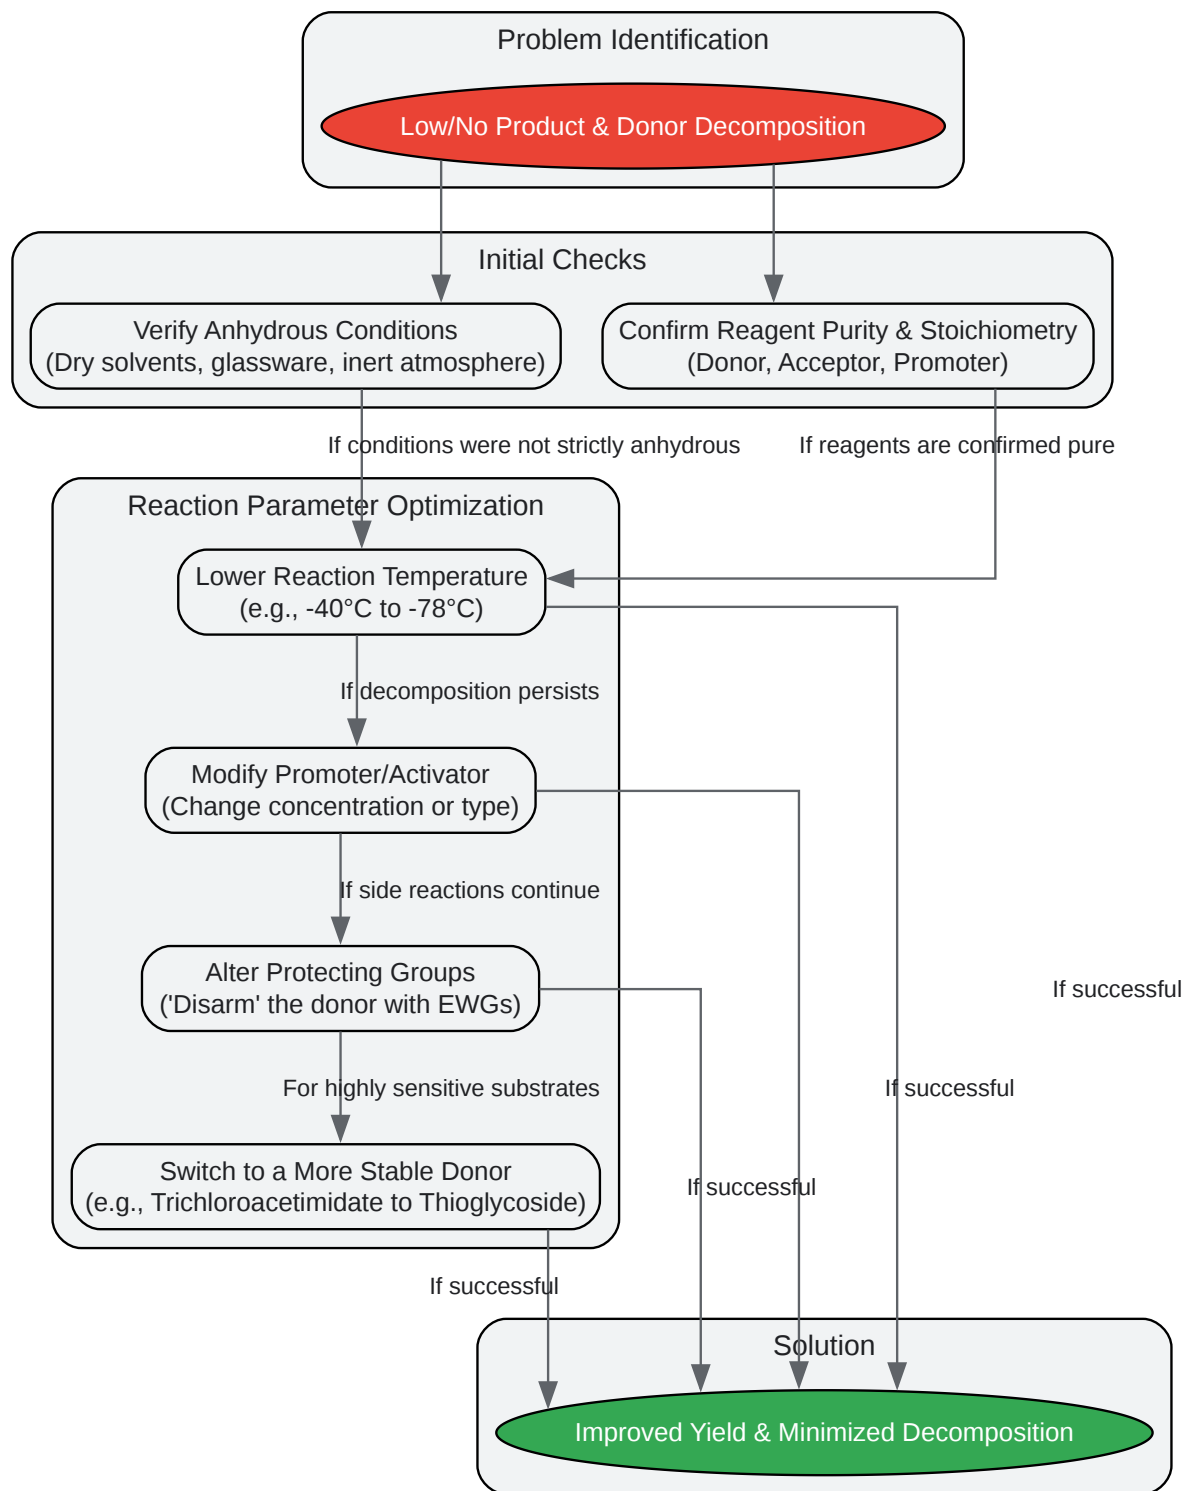 Problem Identification
Low/No Product & Donor Decomposition
Initial Checks
Verify Anhydrous Conditions
(Dry solvents, glassware, inert atmosphere)
Confirm Reagent Purity & Stoichiometry
(Donor, Acceptor, Promoter)
If conditions were not strictly anhydrous
If reagents are confirmed pure
Reaction Parameter Optimization
Lower Reaction Temperature
(e.g., -40°C to -78°C)
If decomposition persists
Modify Promoter/Activator
(Change concentration or type)
If side reactions continue
Alter Protecting Groups
('Disarm' the donor with EWGs)
If successful
For highly sensitive substrates
If successful
Switch to a More Stable Donor
(e.g., Trichloroacetimidate to Thioglycoside)
If successful
If successful
Solution
Improved Yield & Minimized Decomposition